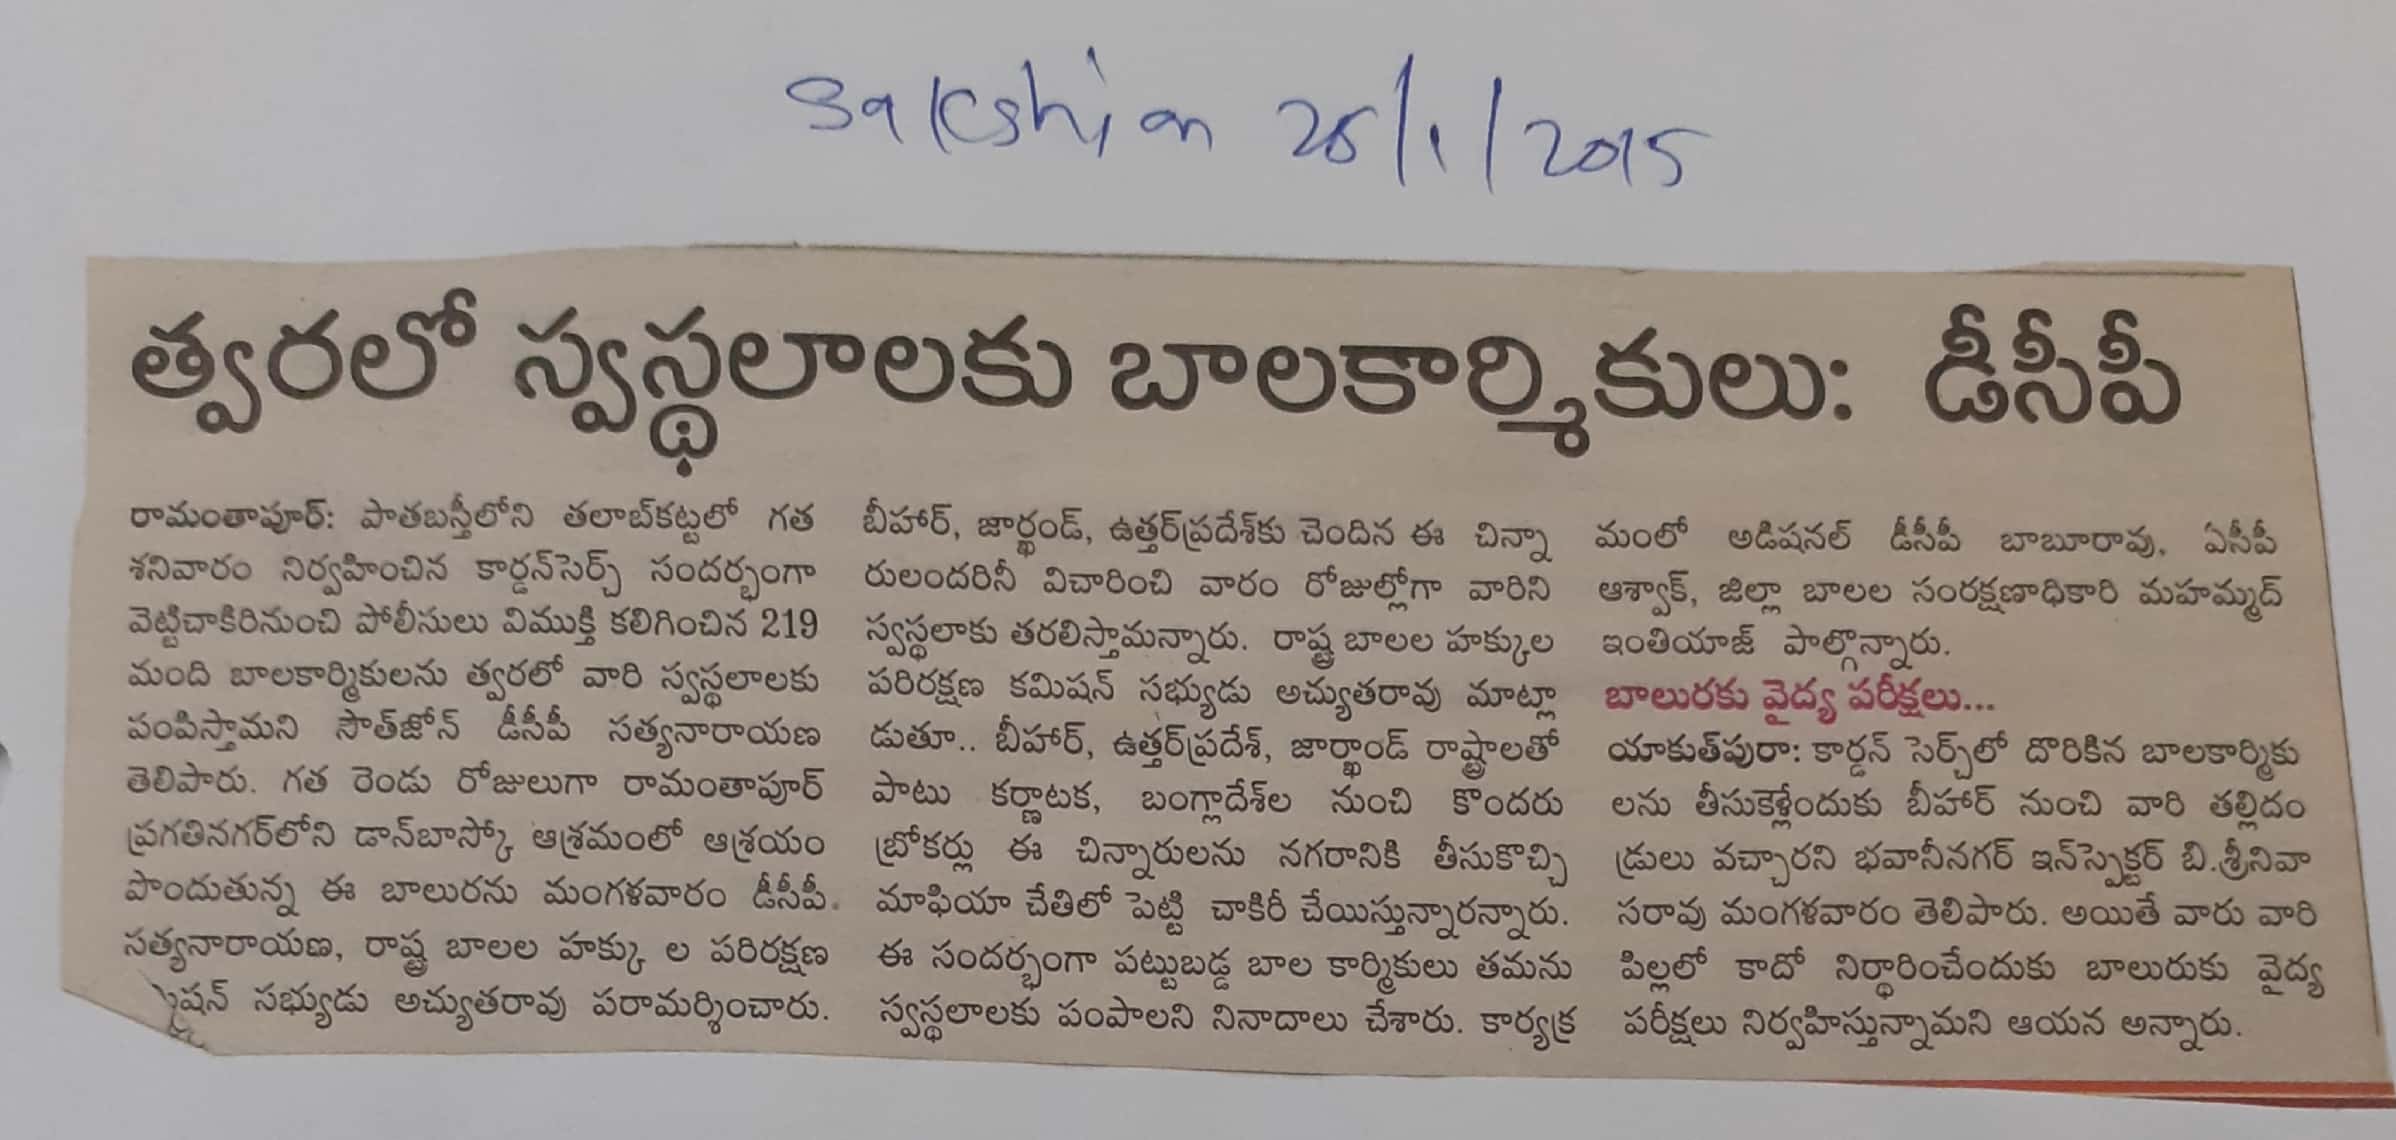 Sakshi on 28/1/2015
త్వరలో స్వస్థలాలకు బాలకార్మికులు: డీసీపీ
రామంతాపూర్: పాతబస్తీలోని తలాబ్‌కట్టలో గత
శనివారం నిర్వహించిన కార్డన్‌సెర్చ్ సందర్భంగా
వెట్టిచాకిరినుంచి పోలీసులు విముక్తి కలిగించిన 219
మంది బాలకార్మికులను త్వరలో వారి స్వస్థలాలకు
పంపిస్తామని సౌత్‌జోన్ డీసీపీ సత్యనారాయణ
తెలిపారు. గత రెండు రోజులుగా రామంతాపూర్
ప్రగతినగర్‌లోని డాన్‌బాస్కో ఆశ్రమంలో ఆశ్రయం
పొందుతున్న ఈ బాలురను మంగళవారం డీసీపీ
సత్యనారాయణ, రాష్ట్ర బాలల హక్కు ల పరిరక్షణ
షన్ సభ్యుడు అచ్యుతరావు పరామర్శించారు.
బీహార్, జార్ఖండ్, ఉత్తర్‌ప్రదేశ్‌కు చెందిన ఈ చిన్నా
రులందరినీ విచారించి వారం రోజుల్లోగా వారిని
స్వస్థలాకు తరలిస్తామన్నారు. రాష్ట్ర బాలల హక్కుల
పరిరక్షణ కమిషన్ సభ్యుడు అచ్యుతరావు మాట్లా
డుతూ.. బీహార్, ఉత్తర్‌ప్రదేశ్, జార్ఖాండ్ రాష్ట్రాలతో
పాటు కర్ణాటక, బంగ్లాదేశ్‌ల నుంచి కొందరు
బ్రోకర్లు ఈ చిన్నారులను నగరానికి తీసుకొచ్చి
మాఫియా చేతిలో పెట్టి చాకిరీ చేయిస్తున్నారన్నారు.
ఈ సందర్భంగా పట్టుబడ్డ బాల కార్మికులు తమను
స్వస్థలాలకు పంపాలని నినాదాలు చేశారు. కార్యక్ర
మంలో అడిషనల్ డీసీపీ బాబూరావు, ఏసీపీ
ఆశ్వాక్, జిల్లా బాలల సంరక్షణాధికారి మహమ్మద్
ఇంతియాజ్ పాల్గొన్నారు.
బాలురకు వైద్య పరీక్షలు...
యాకుత్‌పురా: కార్డన్ సెర్చ్‌లో దొరికిన బాలకార్మికు
లను తీసుకెళ్లేందుకు బీహార్ నుంచి వారి తల్లిదం
డ్రులు వచ్చారని భవానీనగర్ ఇన్‌స్పెక్టర్ బి.శ్రీనివా
సరావు మంగళవారం తెలిపారు. అయితే వారు వారి
పిల్లలో కాదో నిర్ధారించేందుకు బాలురుకు వైద్య
పరీక్షలు నిర్వహిస్తున్నామని ఆయన అన్నారు.